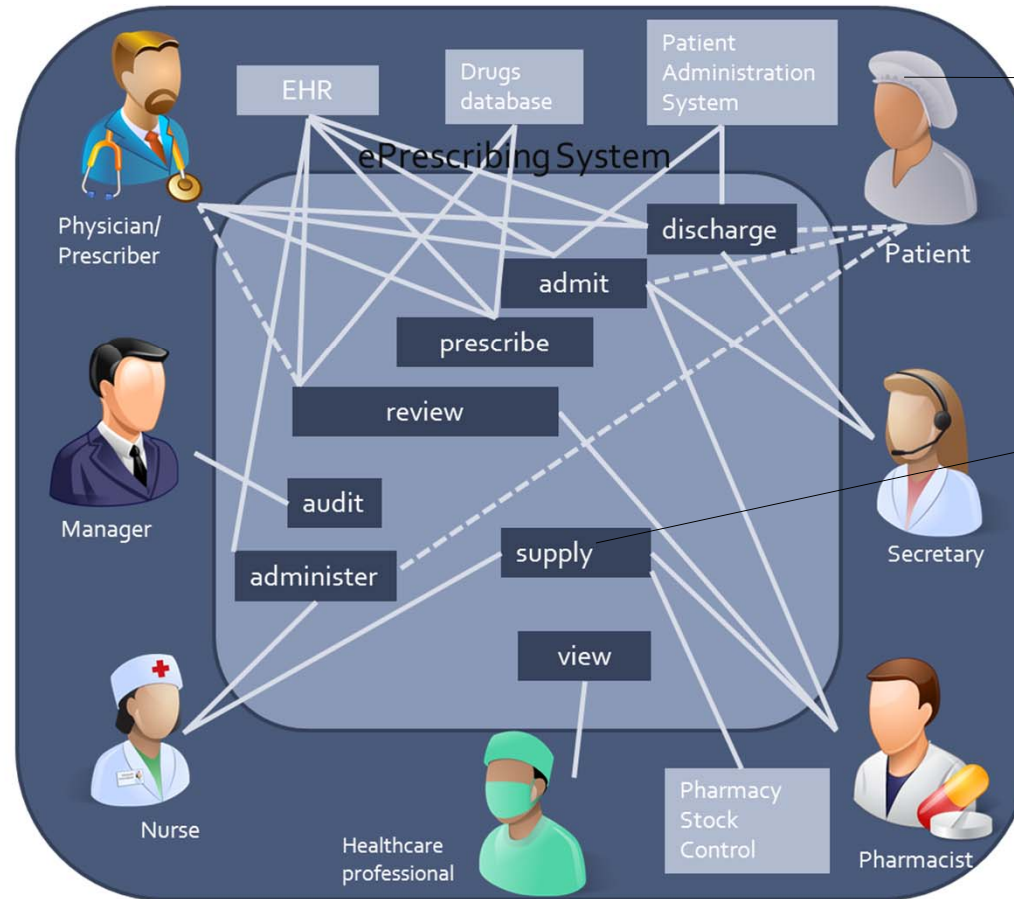 EHR
Drugs
database
Patient
Administration
System
ePrescribing System
Physician/
Prescriber
discharge
Patient
admit
prescribe
review
Manager
audit
supply
Secretary
administer
view
Nurse
Healthcare
professional
Pharmacy
Stock
Control
Pharmacist